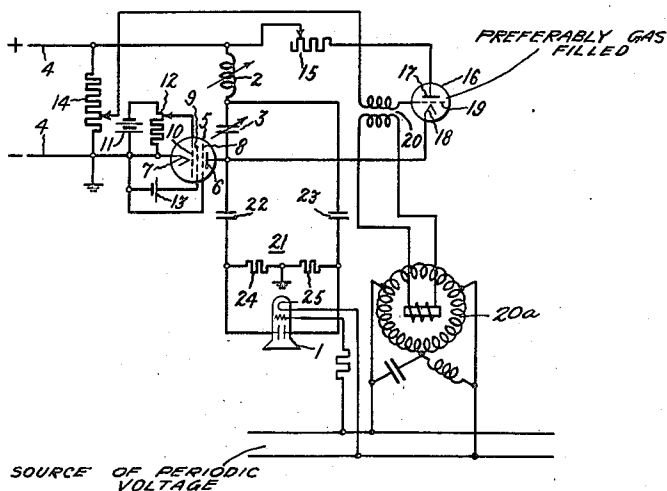 + 4 2 15 17 16 PREFERABLY GAS
FILLED
14 12 9 5 3 19
10 8 20 18
11
- 4 7 6
13
22 23
21
24 25
1 20a
SOURCE OF PERIODIC
VOLTAGE